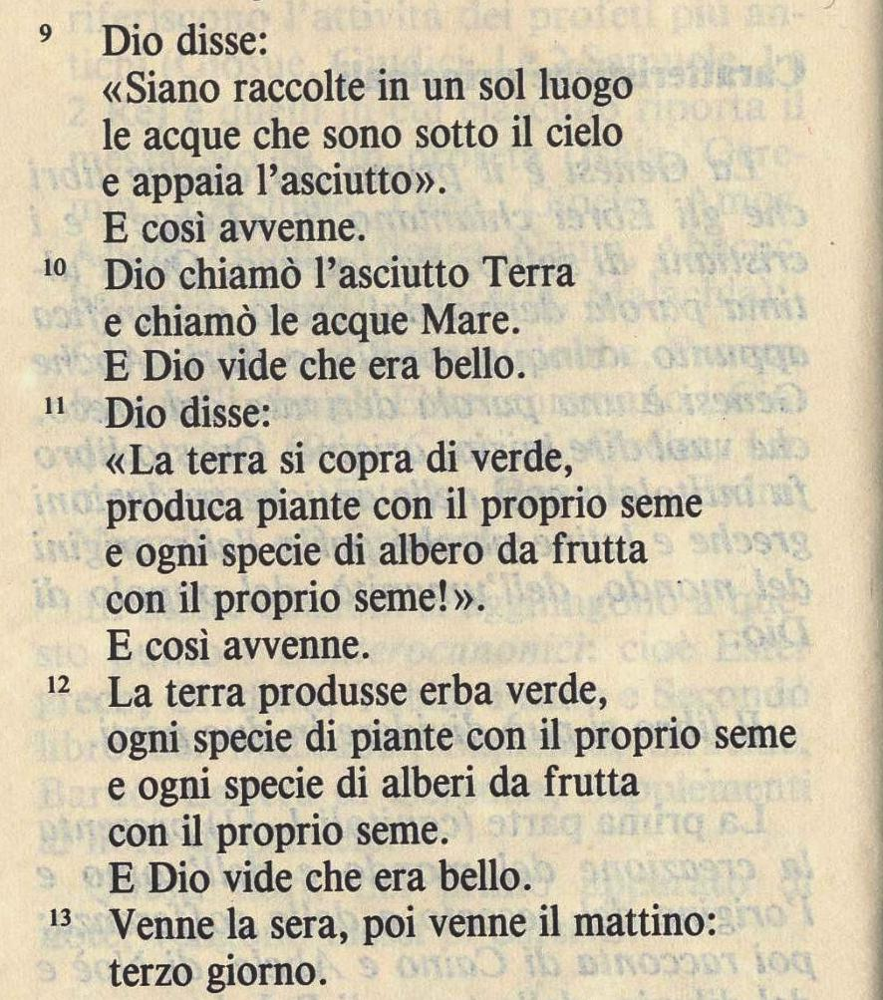 9 Dio disse:
«Siano raccolte in un sol luogo
le acque che sono sotto il cielo
e appaia l'asciutto».
E così avvenne.
10 Dio chiamò l'asciutto Terra
e chiamò le acque Mare.
E Dio vide che era bello.
11 Dio disse:
«La terra si copra di verde,
produca piante con il proprio seme
e ogni specie di albero da frutta
con il proprio seme!».
E così avvenne.
12 La terra produsse erba verde,
ogni specie di piante con il proprio seme
e ogni specie di alberi da frutta
con il proprio seme.
E Dio vide che era bello.
13 Venne la sera, poi venne il mattino:
terzo giorno.